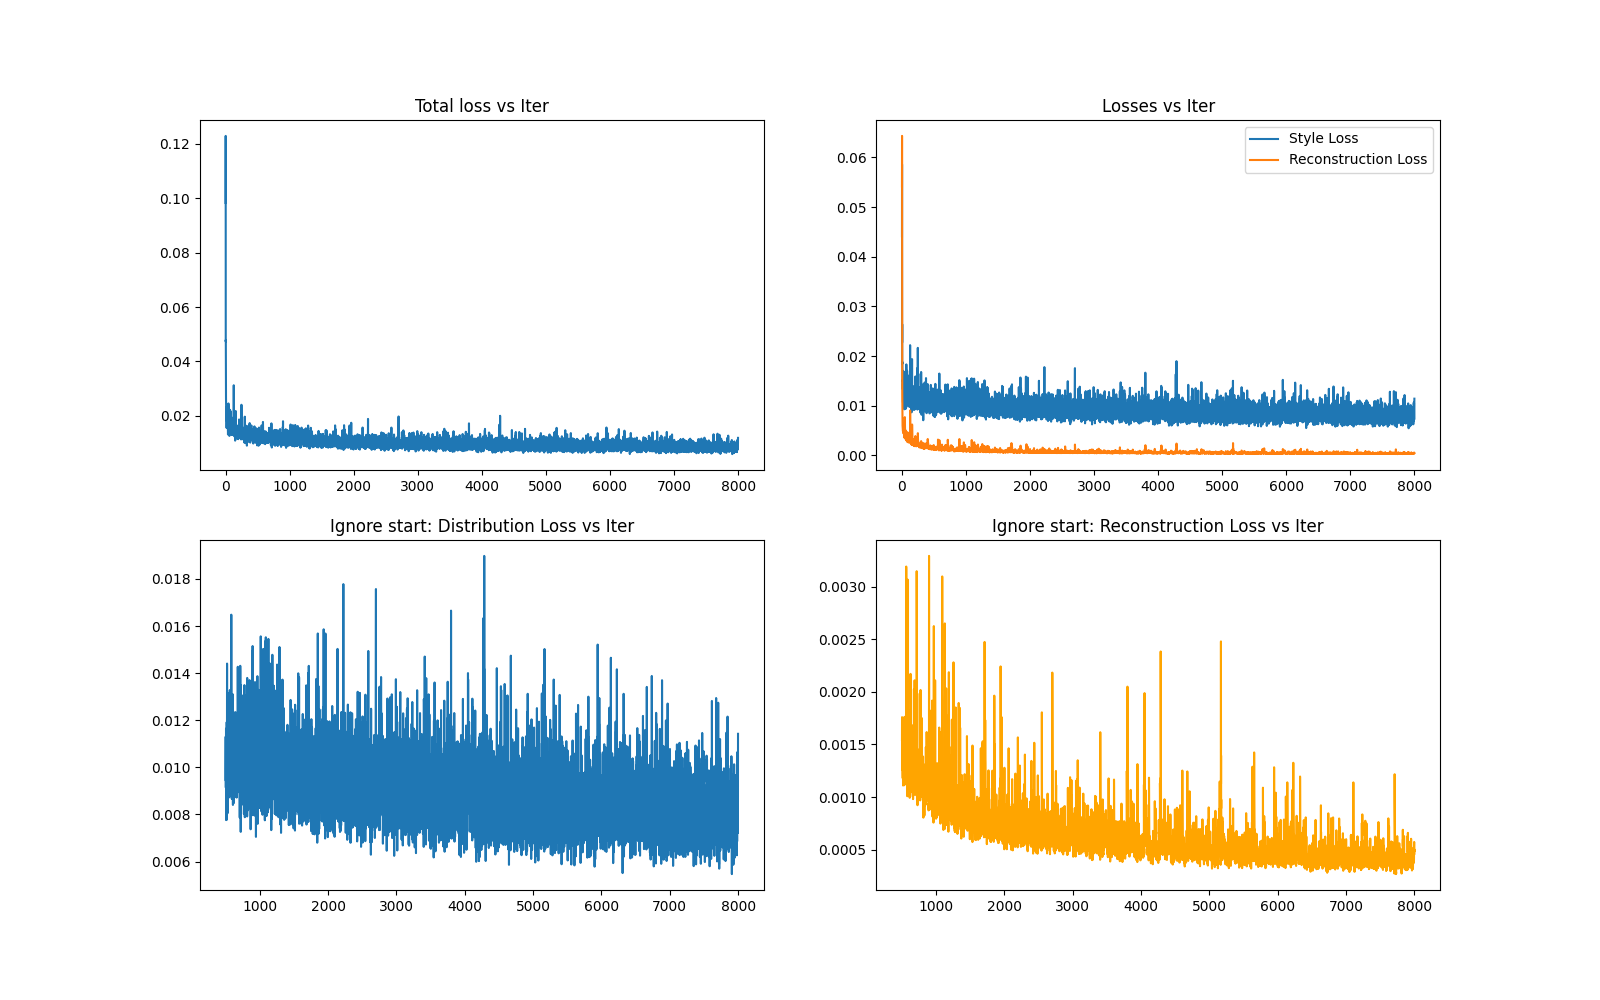 Total loss vs Iter
0.12
0.10
0.08
0.06
0.04
0.02
0 1000 2000 3000 4000 5000 6000 7000 8000
Losses vs Iter
Style Loss
Reconstruction Loss
0.06
0.05
0.04
0.03
0.02
0.01
0.00
0 1000 2000 3000 4000 5000 6000 7000 8000
Ignore start: Distribution Loss vs Iter
0.018
0.016
0.014
0.012
0.010
0.008
0.006
1000 2000 3000 4000 5000 6000 7000 8000
Ignore start: Reconstruction Loss vs Iter
0.0030
0.0025
0.0020
0.0015
0.0010
0.0005
1000 2000 3000 4000 5000 6000 7000 8000